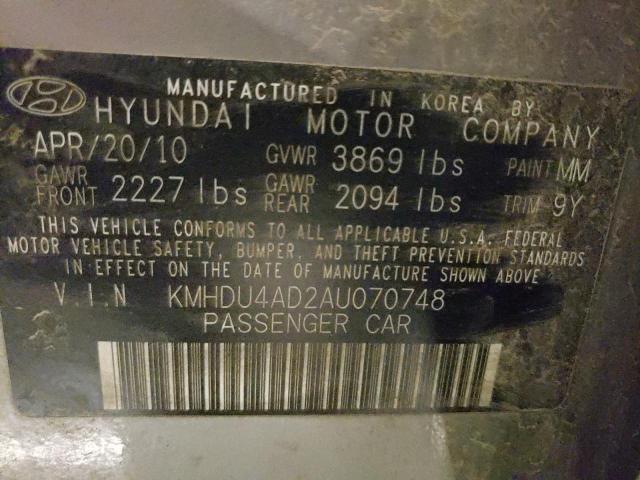 MANUFACTURED IN KOREA BY
HYUNDAI MOTOR COMPANY
APR/20/10 GVWR 3869 lbs PAINT MM
GAWR FRONT 2227 lbs GAWR REAR 2094 lbs TRIM 9Y
THIS VEHICLE CONFORMS TO ALL APPLICABLE U.S.A. FEDERAL
MOTOR VEHICLE SAFETY, BUMPER, AND THEFT PREVENTION STANDARDS
IN EFFECT ON THE DATE OF MANUFACTURE SHOWN ABOVE
V.I.N KMHDU4AD2AU070748
PASSENGER CAR